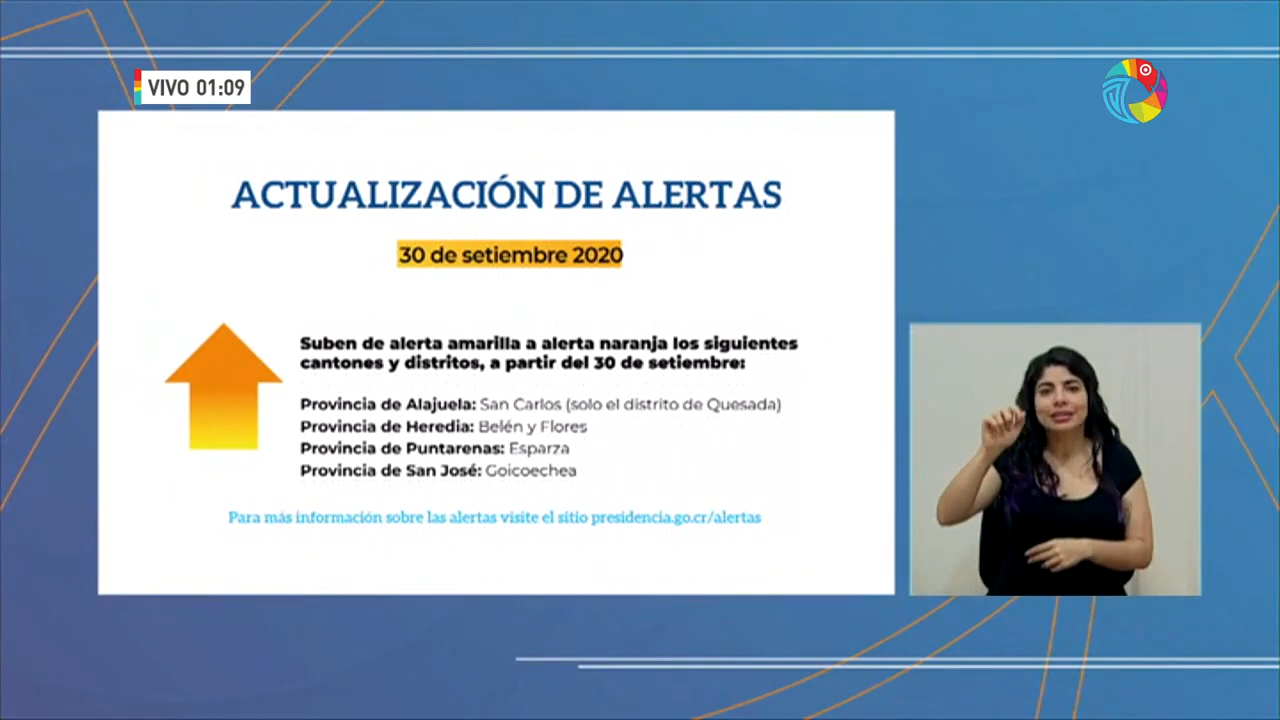 VIVO 01:09
ACTUALIZACIÓN DE ALERTAS
30 de setiembre 2020
Suben de alerta amarilla a alerta naranja los siguientes
cantones y distritos, a partir del 30 de setiembre:
Provincia de Alajuela: San Carlos (solo el distrito de Quesada)
Provincia de Heredia: Belén y Flores
Provincia de Puntarenas: Esparza
Provincia de San José: Goicoechea
Para más información sobre las alertas visite el sitio presidencia.go.cr/alertas